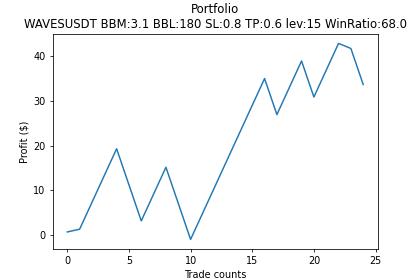 Portfolio
WAVESUSDT BBM:3.1 BBL:180 SL:0.8 TP:0.6 lev:15 WinRatio:68.0
40
30
20
10
0
Profit ($)
0 5 10 15 20 25
Trade counts